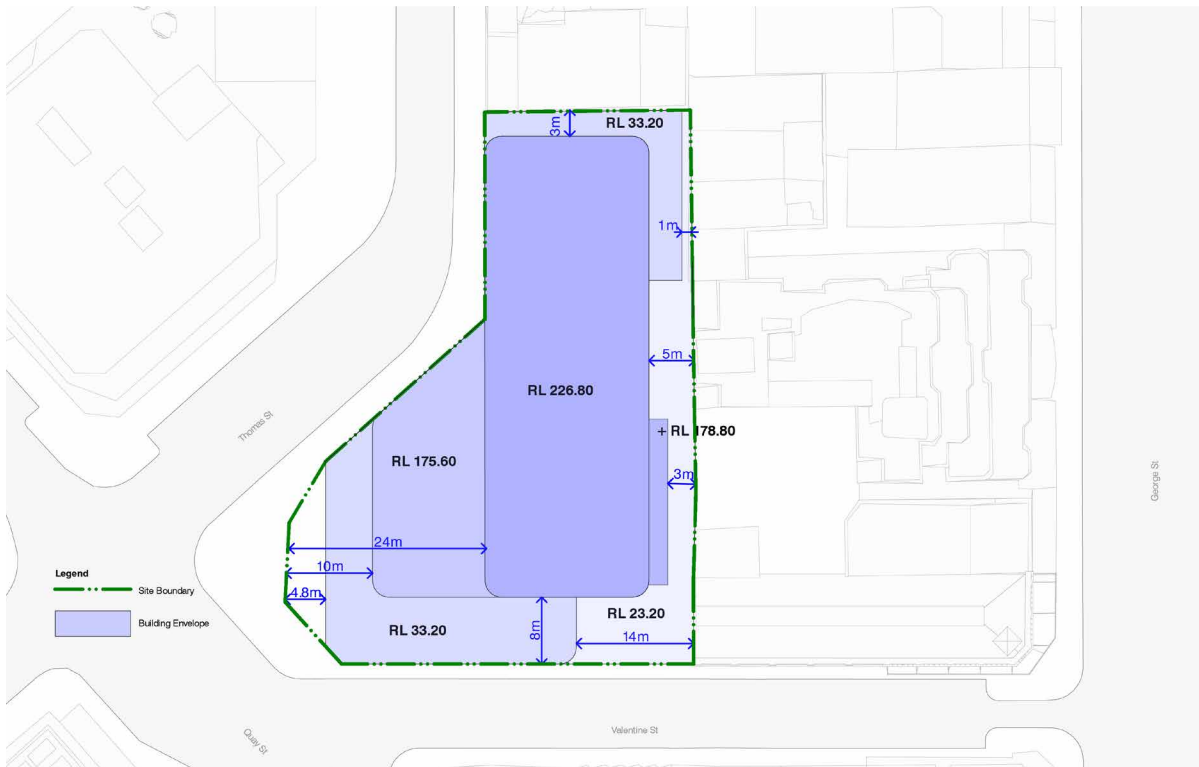 3m
RL 33.20
1m
5m
RL 226.80
Thomas St
+ RL 178.80
RL 175.60
3m
George St
24m
10m
Legend
Site Boundary
4.8m
Building Envelope
RL 33.20
8m
RL 23.20
14m
Quay St
Valentine St